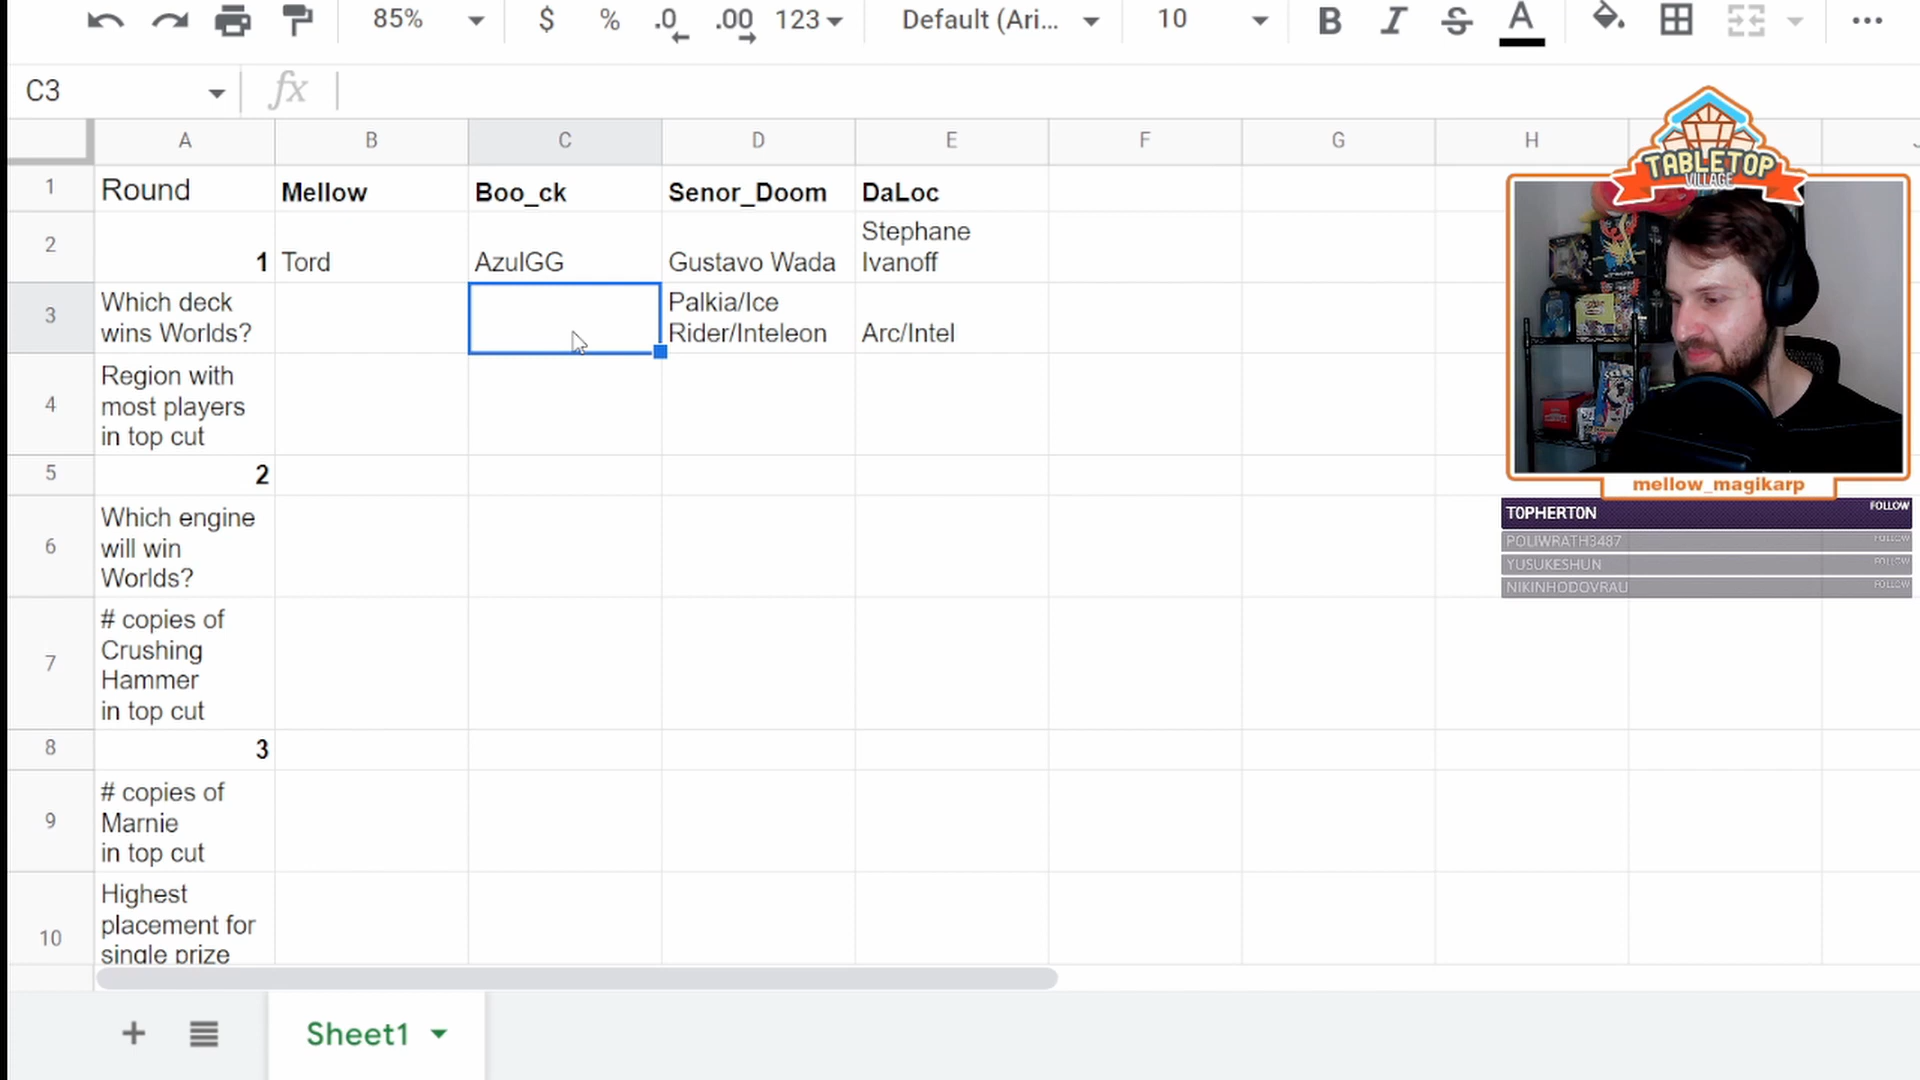 85%
$ % .0 .00 123
Default (Ari...
10
B I S A
C3
fx
A B C D E F G H
1 Round Mellow Boo_ck Senor_Doom DaLoc
2 1 Tord AzulGG Gustavo Wada Stephane
Ivanoff
3 Which deck
wins Worlds?
Palkia/Ice
Rider/Inteleon
Arc/Intel
4 Region with
most players
in top cut
5 2
6 Which engine
will win
Worlds?
7 # copies of
Crushing
Hammer
in top cut
8 3
9 # copies of
Marnie
in top cut
10 Highest
placement for
single prize
Sheet1
TABLETOP
VILLAGE
mellow_magikarp
T0PHERT0N FOLLOW
POLIWRATH3487 FOLLOW
YUSUKESHUN FOLLOW
NIKINHODOVRAU FOLLOW